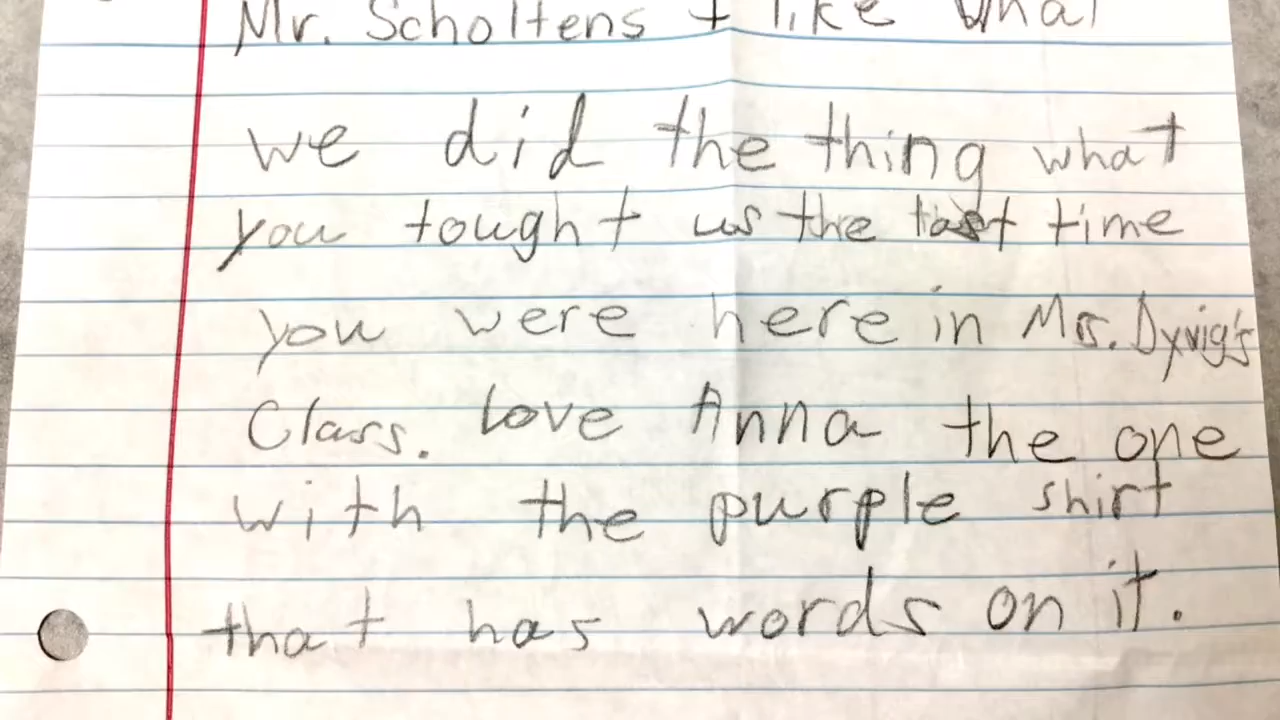 Mr. Scholtens I like what
we did the thing what
you tought us the last time
you were here in Mrs. Dyvig's
Class. love Anna the one
with the purple shirt
that has words on it.